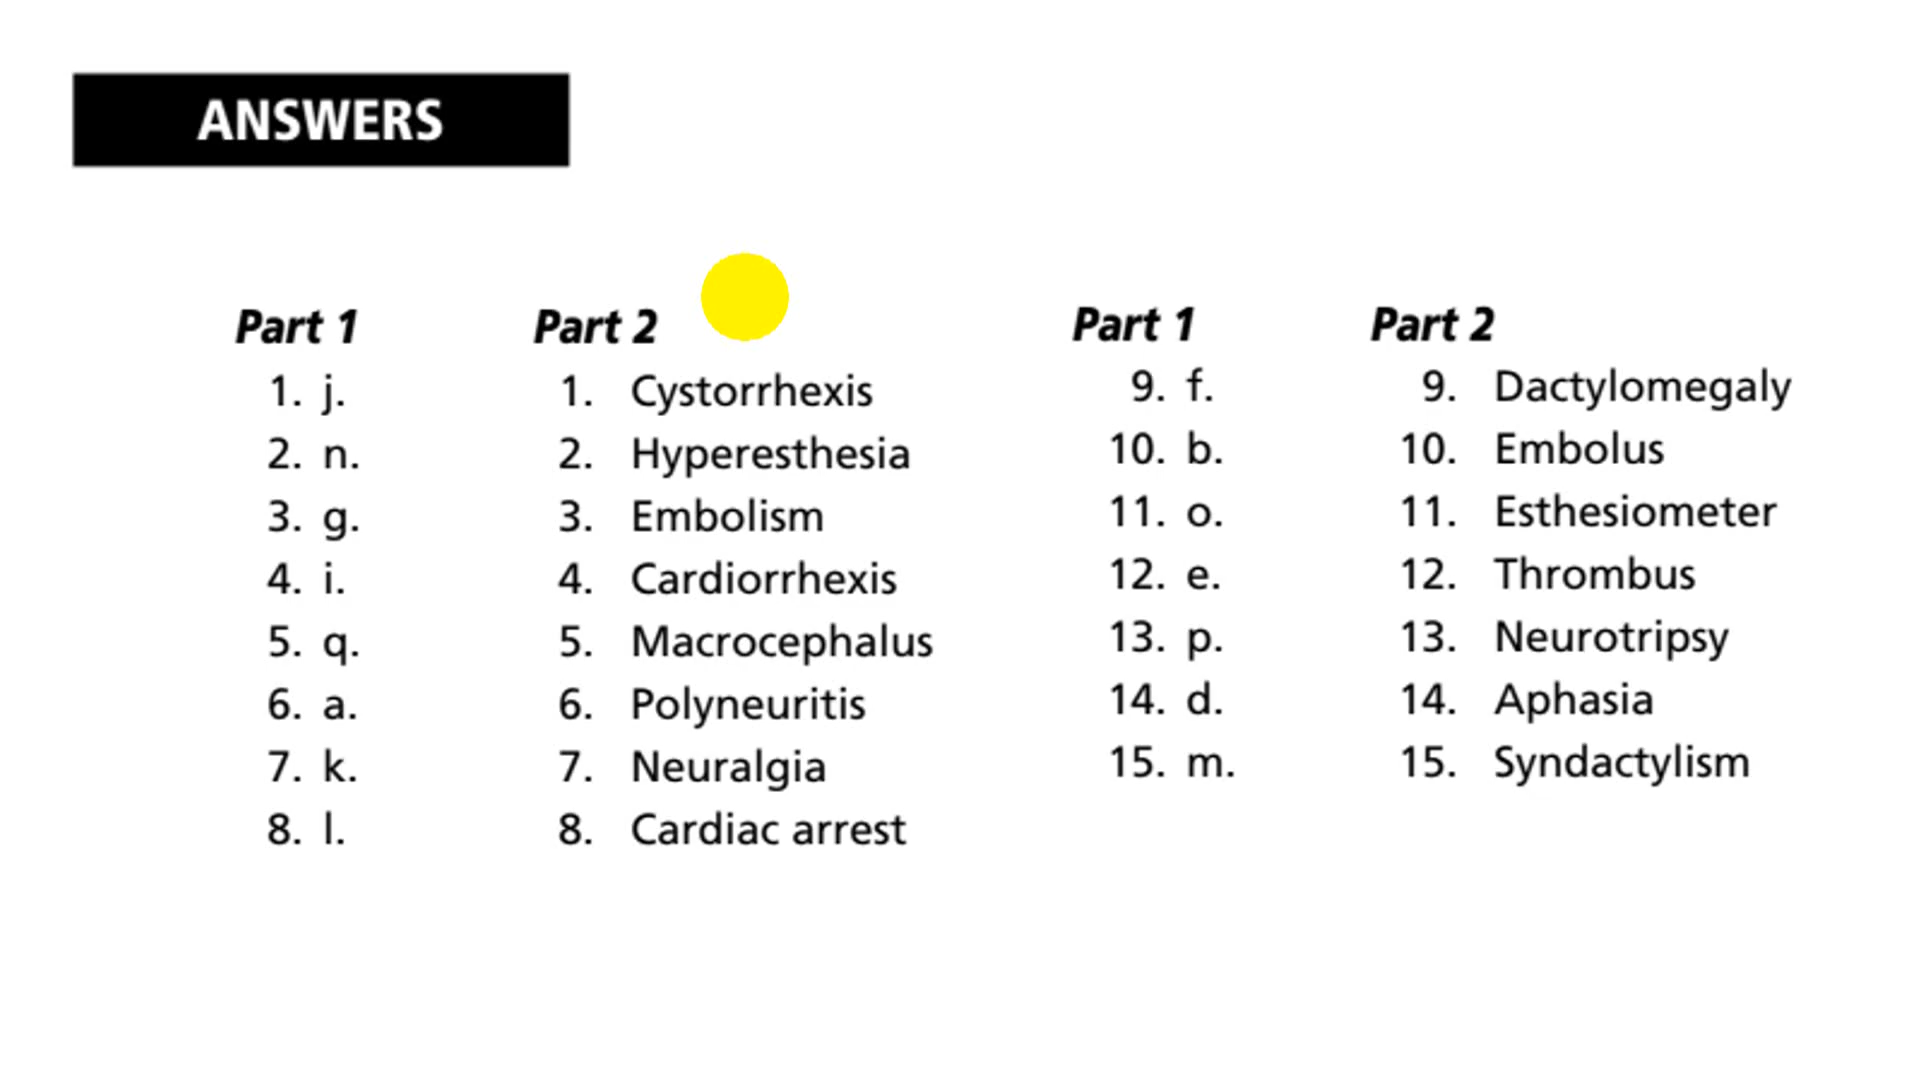 ANSWERS
Part 1
1. j.
2. n.
3. g.
4. i.
5. q.
6. a.
7. k.
8. l.
Part 2
1. Cystorrhexis
2. Hyperesthesia
3. Embolism
4. Cardiorrhexis
5. Macrocephalus
6. Polyneuritis
7. Neuralgia
8. Cardiac arrest
Part 1
9. f.
10. b.
11. o.
12. e.
13. p.
14. d.
15. m.
Part 2
9. Dactylomegaly
10. Embolus
11. Esthesiometer
12. Thrombus
13. Neurotripsy
14. Aphasia
15. Syndactylism